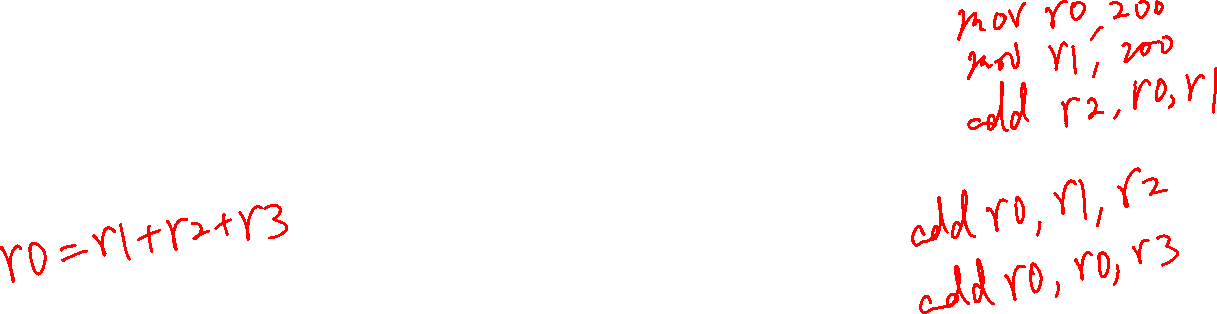 mov r0, 200
mov r1, 200
add r2, r0, r1
r0=r1+r2+r3
add r0, r1, r2
add r0, r0, r3